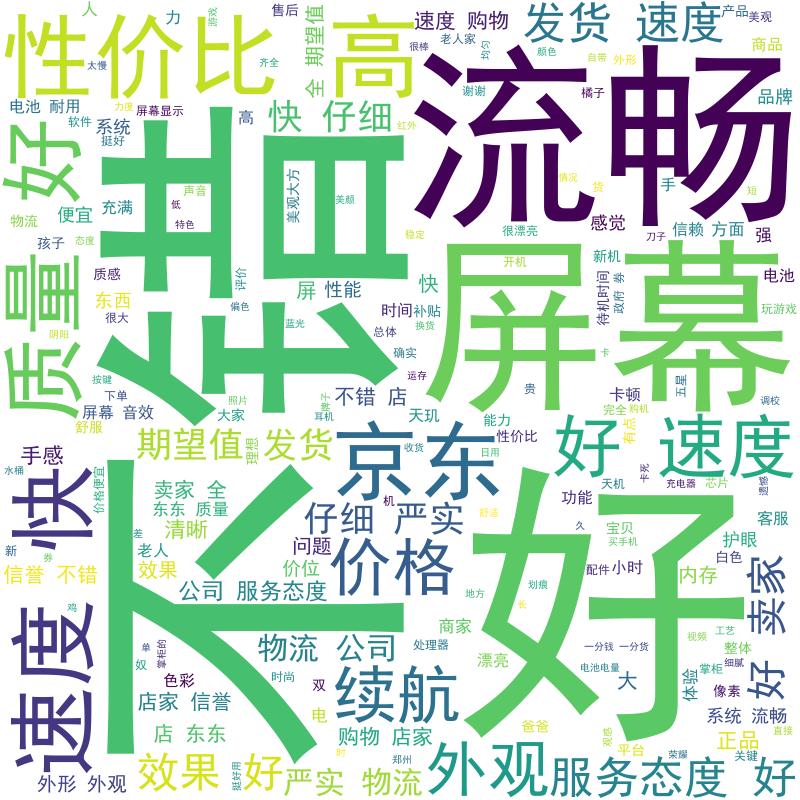 人
力
游戏
售后
期望值
全
速度 购物
发货 速度
产品
美观
性价比 高
太慢
齐全
很棒
老人家
均匀
颜色
自带
外形
商品
电池 耐用
力度
屏幕显示
谢谢
橘子
品牌
软件
系统
挺好
高
快 仔细
红外
流畅
好
不错
声音
美观大方
美颜
情况
货
短
物流
便宜
充满
低
特色
感觉
手
信赖 方面
孩子
态度
稳定
很漂亮
刀子
强
质量
质感
东西
很大
评价
偏色
屏
性能
快
开机
新机
待机时间
政府
券
电池
屏幕
时间
补贴
蓝光
总体
换货
玩游戏
阴阳
确实
卡
按键
下单
照片
运存
贵
卡顿
五星
调校
屏幕 音效
舒服
大家
牌子
耳机
不错 店
天玑
能力
完全
购机
有点
手感
期望值 发货
理想
京东
性价比
好 速度
收货
日用
水桶
价格便宜
快
卖家 全
东东 质量
机
功能
天机
卡死
充电器
芯片
遗憾
不
好
差
清晰
仔细 严实
舒适
久
宝贝
买手机
客服
新
券
老人
效果
问题
价格
护眼
白色
信誉 不错
价位
配件
小时
内存
卖家
公司 服务态度
地方
划痕
速度
鸡
商家
长
一分钱 一分货
视频
工艺
单
掌柜的
物流 公司
处理器
整体
奴
漂亮
电池电量
掌柜
细腻
色彩
时尚
双
续航
大
体验
像素
好
店家 信誉
电
爸爸
系统 流畅
店 东东
购物 店家
观感
平台
正品
直接
时
郑州
荣耀
关键
外形 外观
效果 好
挺好用
严实 物流
外观
服务态度 好